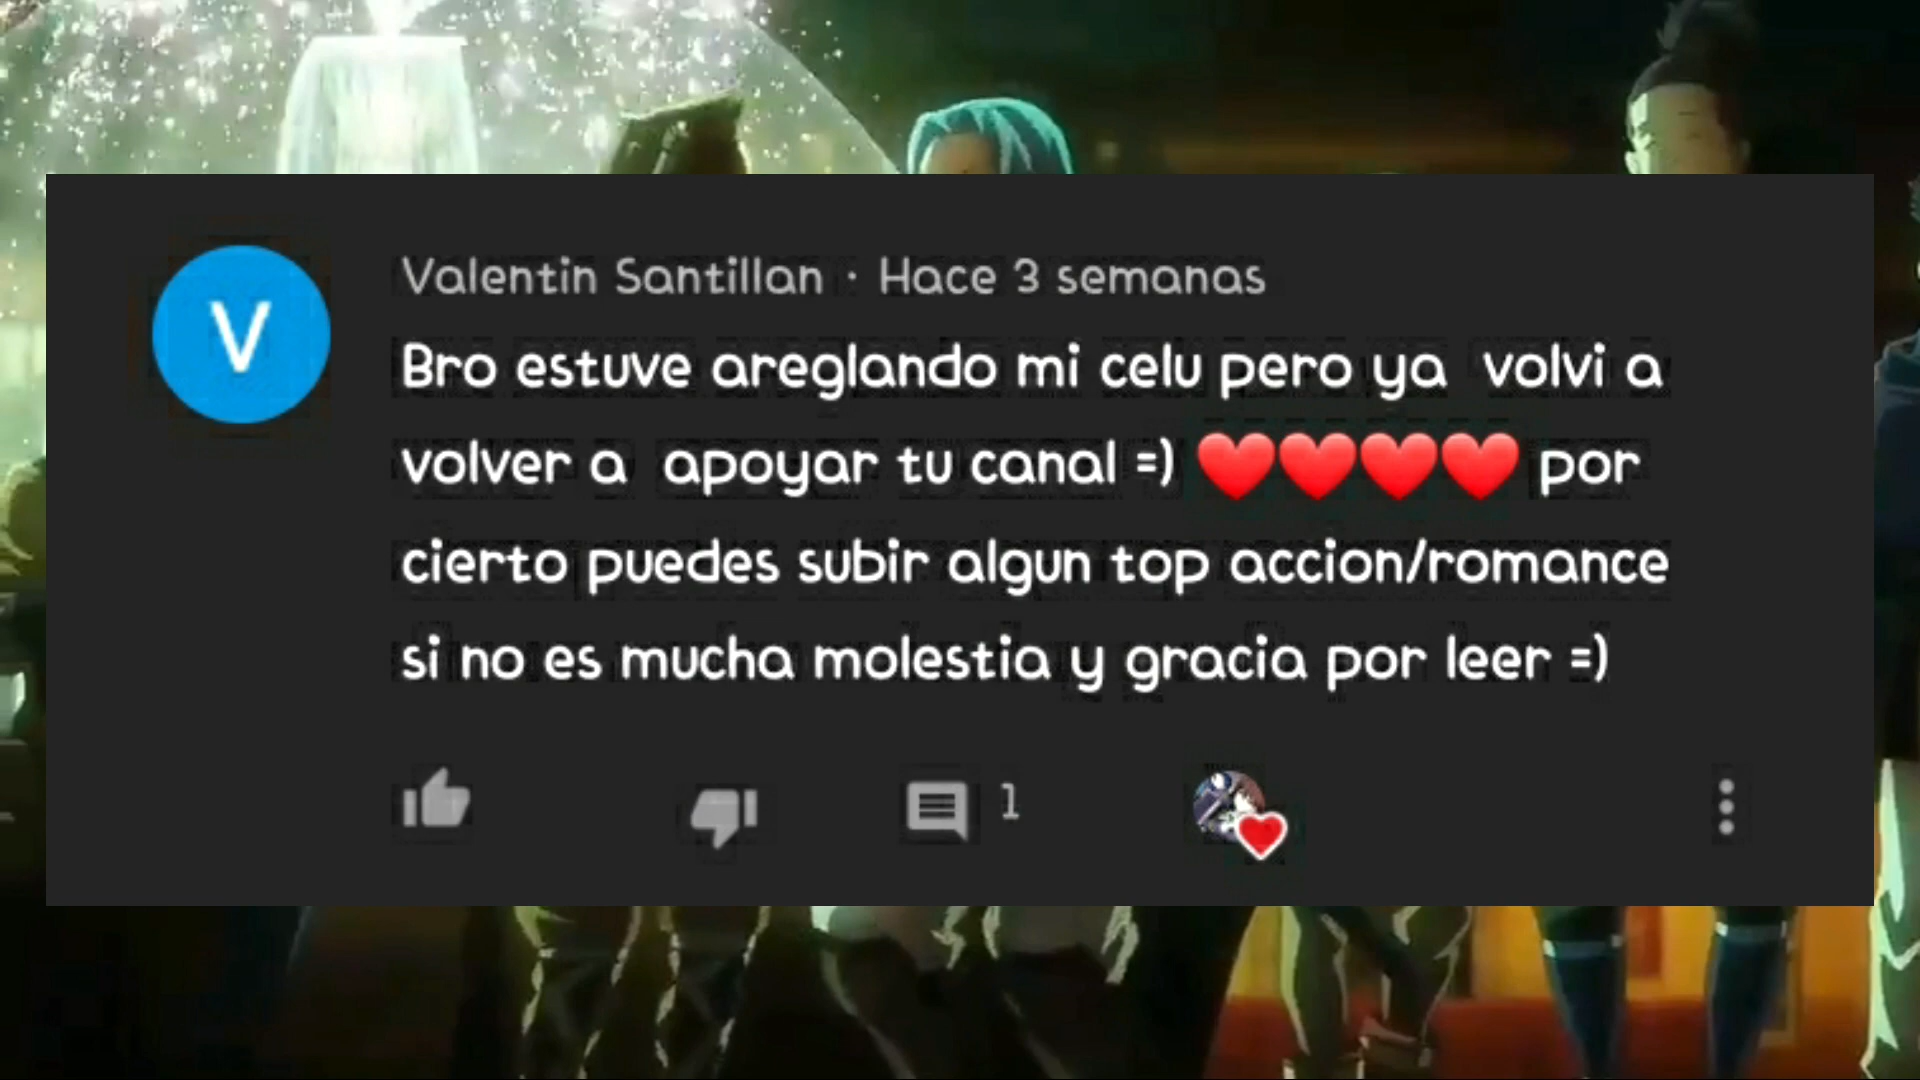 V
Valentin Santillan · Hace 3 semanas
Bro estuve areglando mi celu pero ya volvi a
volver a apoyar tu canal =) ❤️❤️❤️❤️ por
cierto puedes subir algun top accion/romance
si no es mucha molestia y gracia por leer =)
1